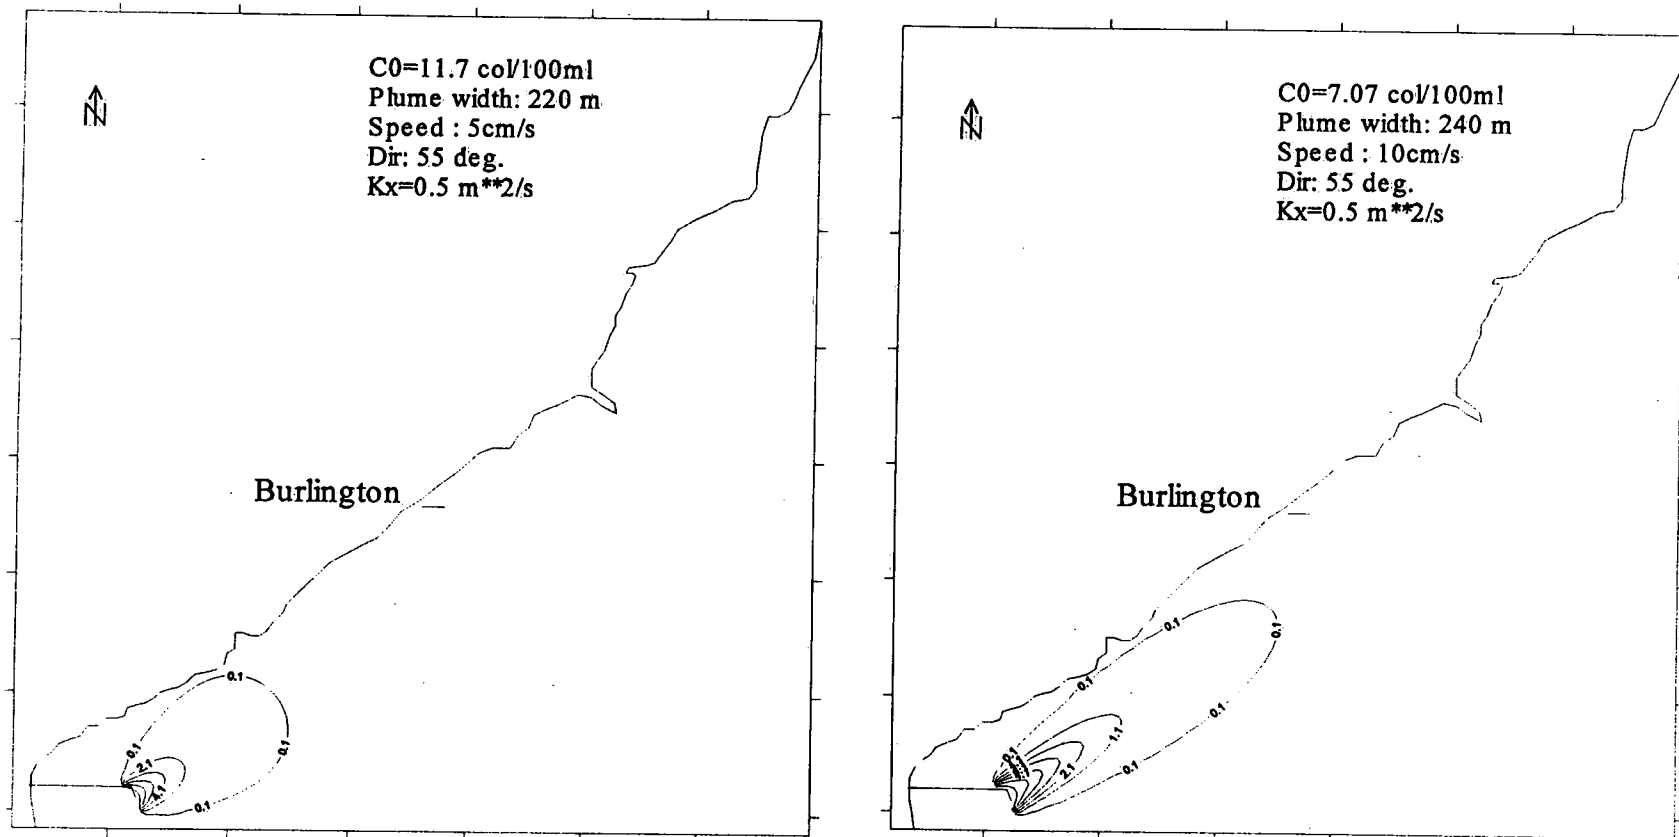 C0=11.7 col/100ml
Plume width: 220 m
Speed : 5cm/s
Dir: 55 deg.
Kx=0.5 m**2/s
N
Burlington
0.1
0.1
0.1
0.1
2.1
4.1
C0=7.07 col/100ml
Plume width: 240 m
Speed : 10cm/s
Dir: 55 deg.
Kx=0.5 m**2/s
N
Burlington
0.1
0.1
0.1
0.1
0.1
0.1
1.1
2.1